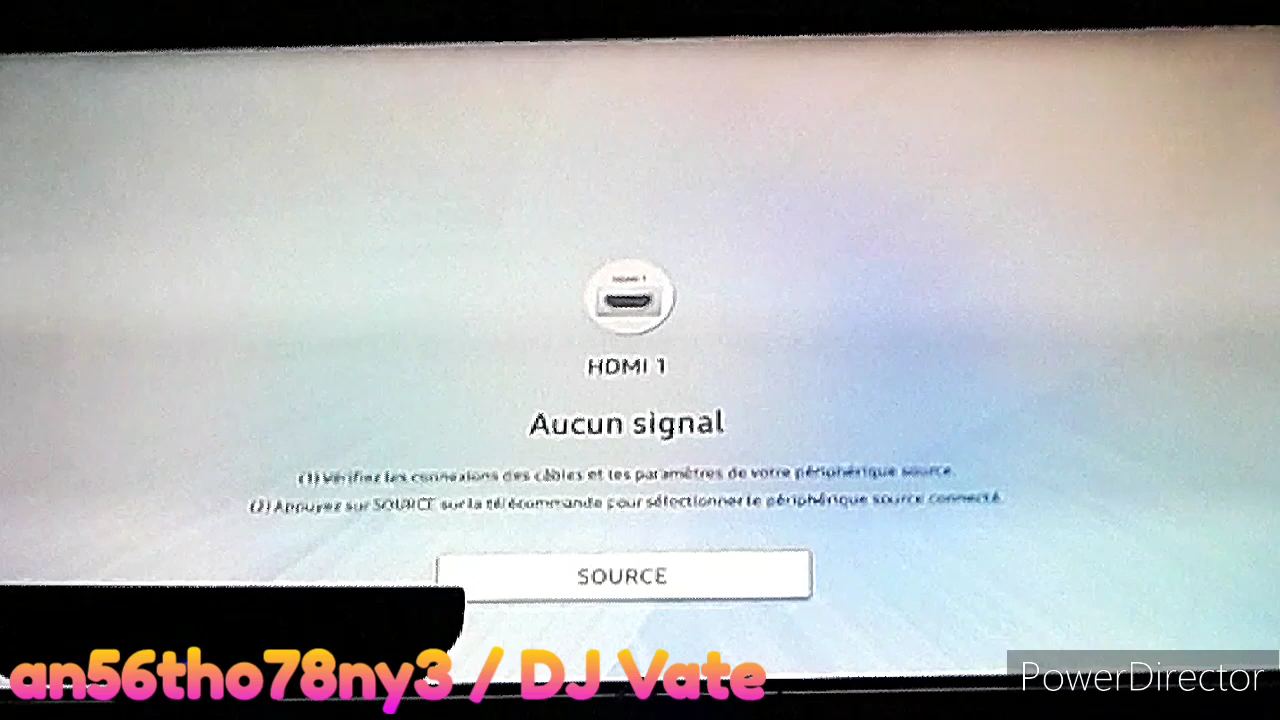 HDMI 1
HDMI 1
Aucun signal
(1) Vérifiez les connexions des câbles et les paramètres de votre périphérique source.
(2) Appuyez sur SOURCE sur la télécommande pour sélectionner le périphérique source connecté.
SOURCE
an56tho78ny3 / DJ Vate
PowerDirector